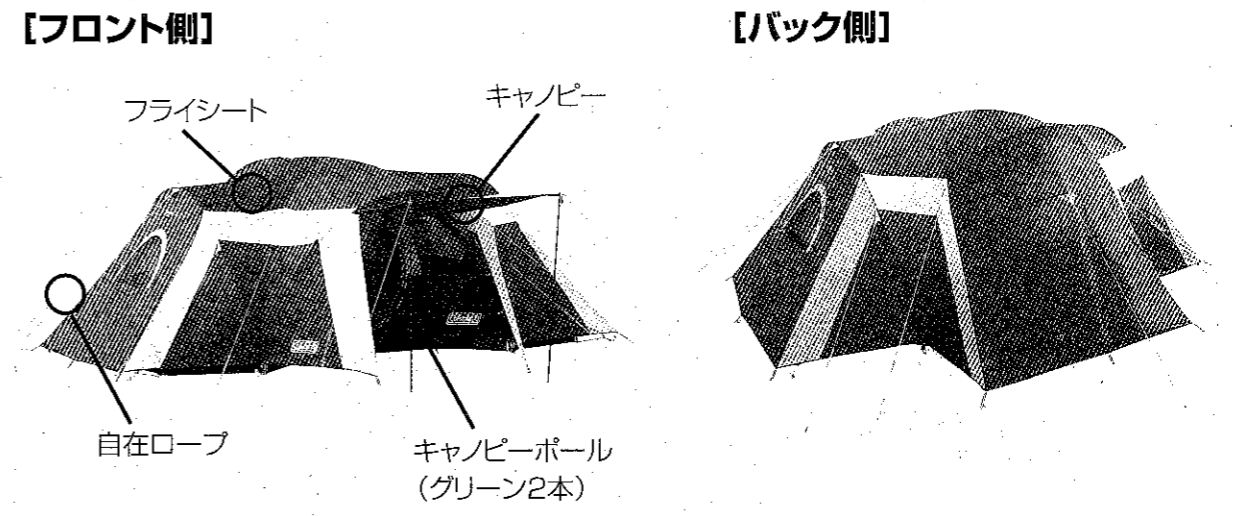 [フロント側]
[バック側]
フライシート
キャノピー
自在ロープ
キャノピーポール
(グリーン2本)